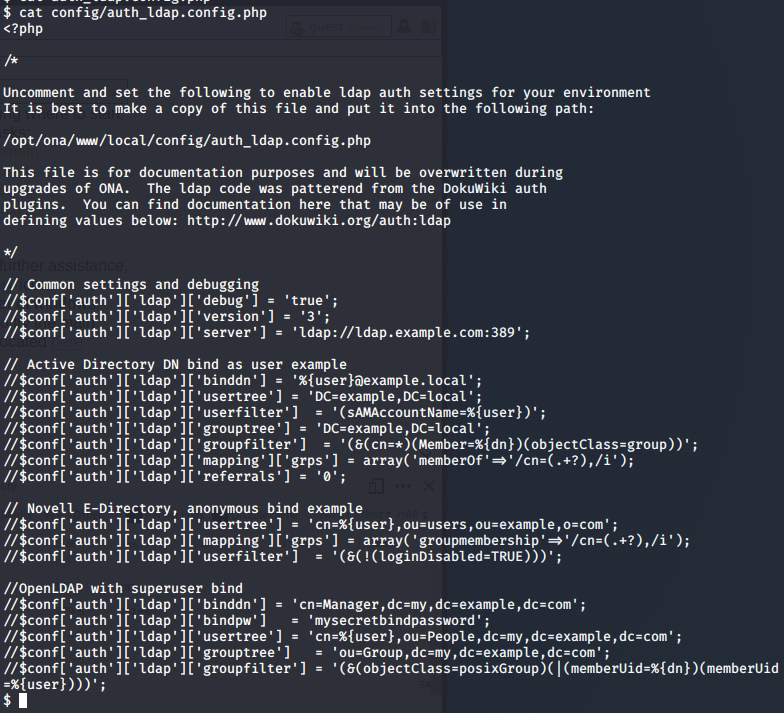 $ cat auth_ldap.config.php
$ cat config/auth_ldap.config.php
<?php
/*
Uncomment and set the following to enable ldap auth settings for your environment
It is best to make a copy of this file and put it into the following path:
/opt/ona/www/local/config/auth_ldap.config.php
This file is for documentation purposes and will be overwritten during
upgrades of ONA.  The ldap code was patterend from the DokuWiki auth
plugins.  You can find documentation here that may be of use in
defining values below: http://www.dokuwiki.org/auth:ldap
*/
// Common settings and debugging
//$conf['auth']['ldap']['debug'] = 'true';
//$conf['auth']['ldap']['version'] = '3';
//$conf['auth']['ldap']['server'] = 'ldap://ldap.example.com:389';
// Active Directory DN bind as user example
//$conf['auth']['ldap']['binddn'] = '%{user}@example.local';
//$conf['auth']['ldap']['usertree'] = 'DC=example,DC=local';
//$conf['auth']['ldap']['userfilter']  = '(sAMAccountName=%{user})';
//$conf['auth']['ldap']['grouptree'] = 'DC=example,DC=local';
//$conf['auth']['ldap']['groupfilter']  = '(&(cn=*)(Member=%{dn})(objectClass=group))';
//$conf['auth']['ldap']['mapping']['grps'] = array('memberOf'=>'/cn=(.+?),/i');
//$conf['auth']['ldap']['referrals'] = '0';
// Novell E-Directory, anonymous bind example
//$conf['auth']['ldap']['usertree'] = 'cn=%{user},ou=users,ou=example,o=com';
//$conf['auth']['ldap']['mapping']['grps'] = array('groupmembership'=>'/cn=(.+?),/i');
//$conf['auth']['ldap']['userfilter']  = '(&(!(loginDisabled=TRUE)))';
//OpenLDAP with superuser bind
//$conf['auth']['ldap']['binddn'] = 'cn=Manager,dc=my,dc=example,dc=com';
//$conf['auth']['ldap']['bindpw']   = 'mysecretbindpassword';
//$conf['auth']['ldap']['usertree'] = 'cn=%{user},ou=People,dc=my,dc=example,dc=com';
//$conf['auth']['ldap']['grouptree']   = 'ou=Group,dc=my,dc=example,dc=com';
//$conf['auth']['ldap']['groupfilter'] = '(&(objectClass=posixGroup)(|(memberUid=%{dn})(memberUid
=%{user})))';
$